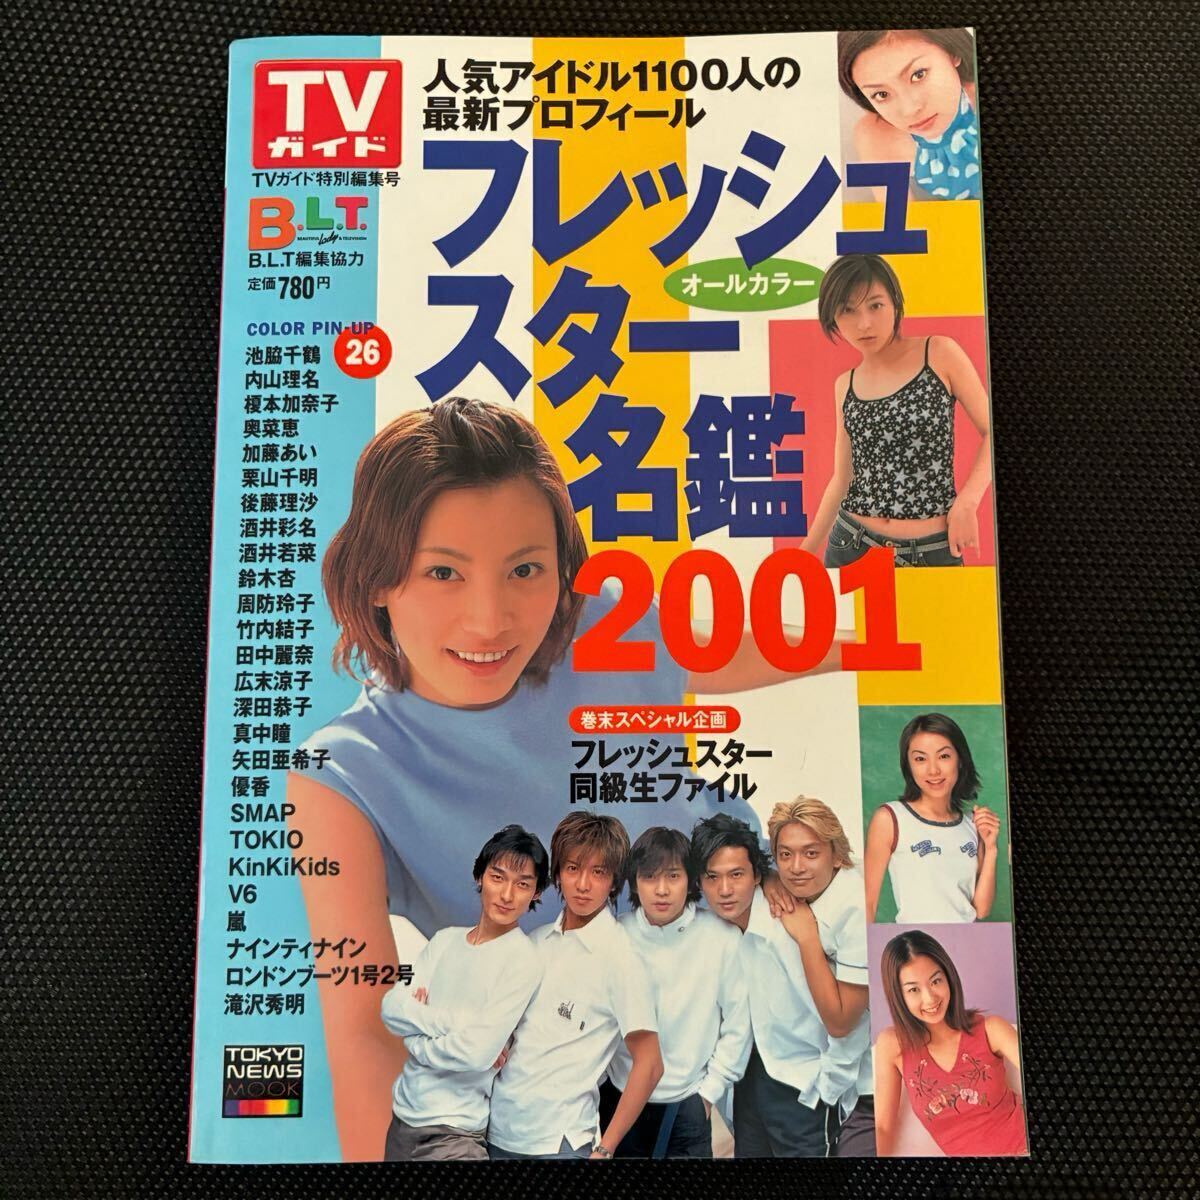 TV
ガイド
TVガイド特別編集号
B.L.T.
BEAUTIFUL lady & TELEVISION
B.L.T編集協力
定価780円
人気アイドル1100人の
最新プロフィール
フレッシュ
スター
名鑑
2001
オールカラー
COLOR PIN-UP
26
池脇千鶴
内山理名
榎本加奈子
奥菜恵
加藤あい
栗山千明
後藤理沙
酒井彩名
酒井若菜
鈴木杏
周防玲子
竹内結子
田中麗奈
広末涼子
深田恭子
真中瞳
矢田亜希子
優香
SMAP
TOKIO
KinKiKids
V6
嵐
ナインティナイン
ロンドンブーツ1号2号
滝沢秀明
巻末スペシャル企画
フレッシュスター
同級生ファイル
TOKYO
NEWS
MOOK